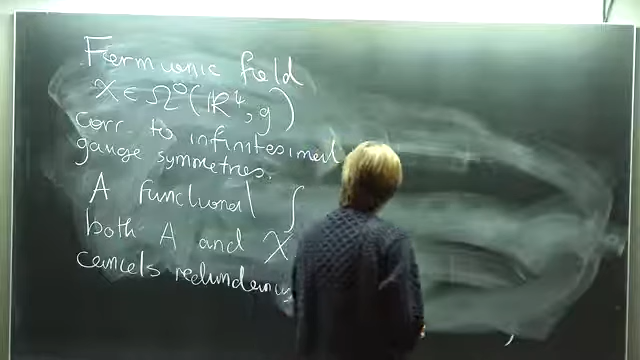 Fermionic field
X ∈ Ω⁰(ℝ⁴, g)
corr. to infinitesimal
gauge symmetries.
A functional ∫
both A and X
cancels redundancy